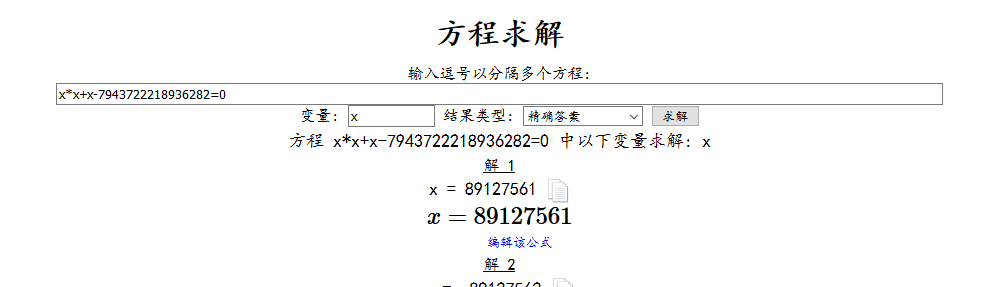 方程求解
输入逗号以分隔多个方程:
x*x+x-7943722218936282=0
变量: x 结果类型: 精确答案 求解
方程 x*x+x-7943722218936282=0 中以下变量求解: x
解 1
x = 89127561
x = 89127561
编辑该公式
解 2